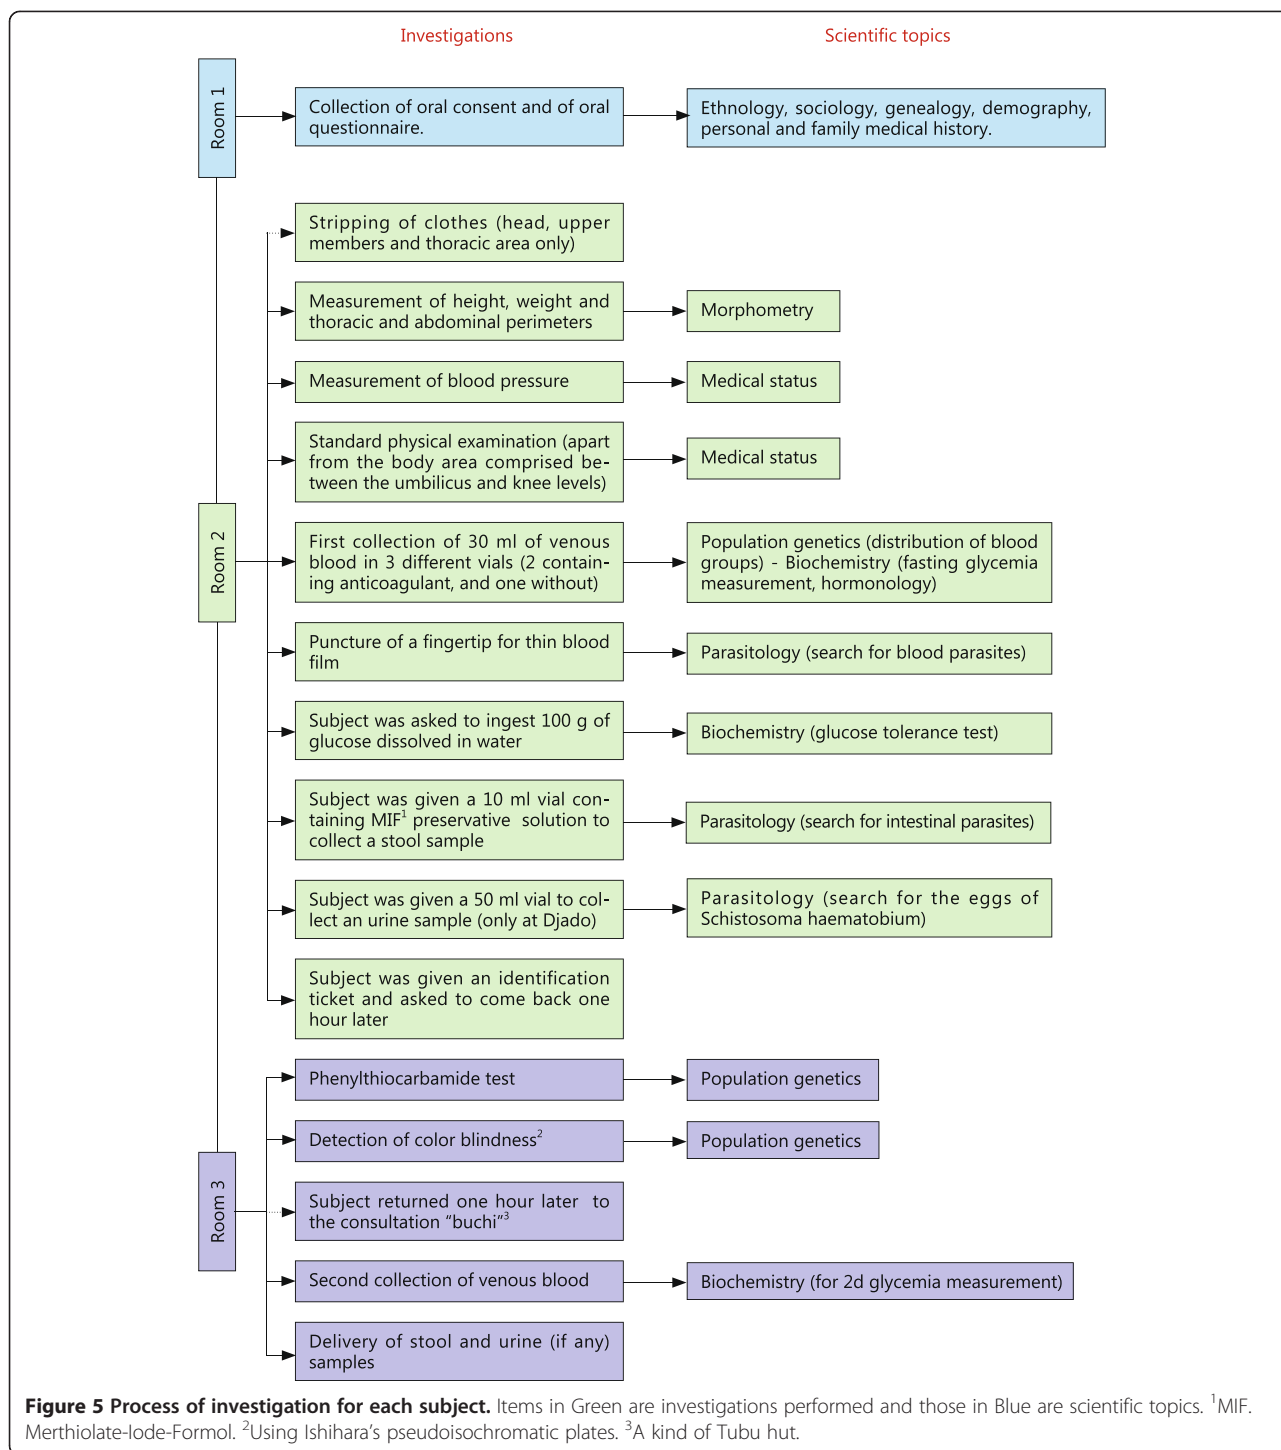 Investigations
Scientific topics
Room 1
Collection of oral consent and of oral
questionnaire.
Ethnology, sociology, genealogy, demography,
personal and family medical history.
Room 2
Stripping of clothes (head, upper
members and thoracic area only)
Measurement of height, weight and
thoracic and abdominal perimeters
Morphometry
Measurement of blood pressure
Medical status
Standard physical examination (apart
from the body area comprised be-
tween the umbilicus and knee levels)
Medical status
First collection of 30 ml of venous
blood in 3 different vials (2 contain-
ing anticoagulant, and one without)
Population genetics (distribution of blood
groups) - Biochemistry (fasting glycemia
measurement, hormonology)
Puncture of a fingertip for thin blood
film
Parasitology (search for blood parasites)
Subject was asked to ingest 100 g of
glucose dissolved in water
Biochemistry (glucose tolerance test)
Subject was given a 10 ml vial con-
taining MIF1 preservative solution to
collect a stool sample
Parasitology (search for intestinal parasites)
Subject was given a 50 ml vial to col-
lect an urine sample (only at Djado)
Parasitology (search for the eggs of
Schistosoma haematobium)
Subject was given an identification
ticket and asked to come back one
hour later
Room 3
Phenylthiocarbamide test
Population genetics
Detection of color blindness2
Population genetics
Subject returned one hour later to
the consultation “buchi”3
Second collection of venous blood
Biochemistry (for 2d glycemia measurement)
Delivery of stool and urine (if any)
samples
Figure 5 Process of investigation for each subject. Items in Green are investigations performed and those in Blue are scientific topics. 1MIF.
Merthiolate-Iode-Formol. 2Using Ishihara’s pseudoisochromatic plates. 3A kind of Tubu hut.